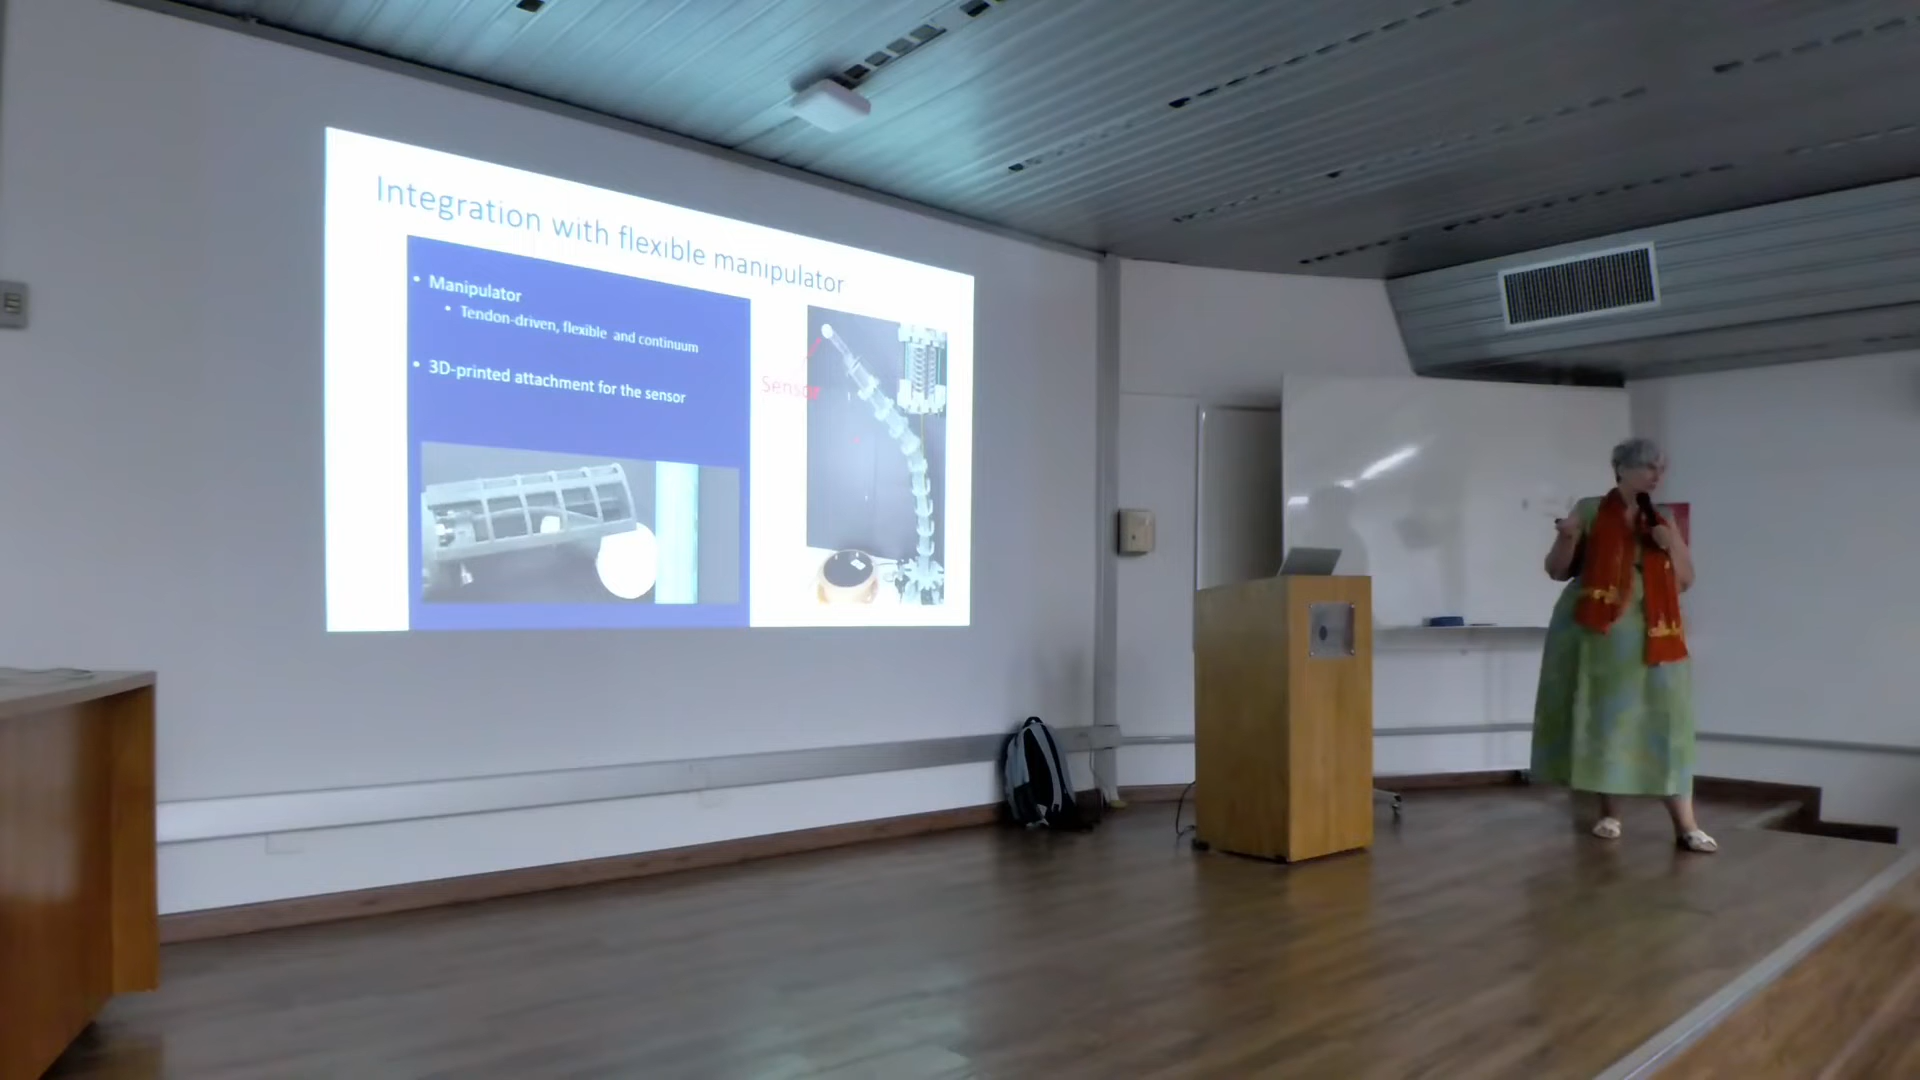 Integration with flexible manipulator
• Manipulator
• Tendon-driven, flexible and continuum
• 3D-printed attachment for the sensor
Sensor